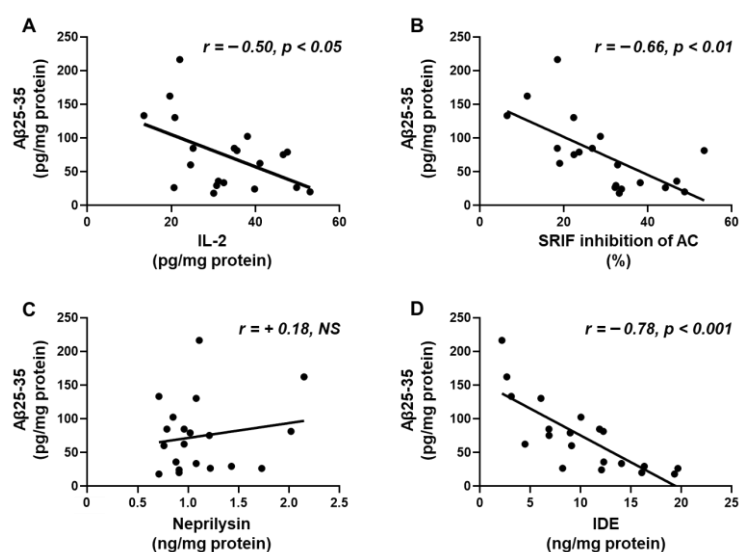 A
r = −0.50, p < 0.05
Aβ25-35
(pg/mg protein)
250
200
150
100
50
0
0
20
40
60
IL-2
(pg/mg protein)
B
r = −0.66, p < 0.01
Aβ25-35
(pg/mg protein)
250
200
150
100
50
0
0
20
40
60
SRIF inhibition of AC
(%)
C
r = + 0.18, NS
Aβ25-35
(pg/mg protein)
250
200
150
100
50
0
0.0
0.5
1.0
1.5
2.0
2.5
Neprilysin
(ng/mg protein)
D
r = −0.78, p < 0.001
Aβ25-35
(pg/mg protein)
250
200
150
100
50
0
0
5
10
15
20
25
IDE
(ng/mg protein)